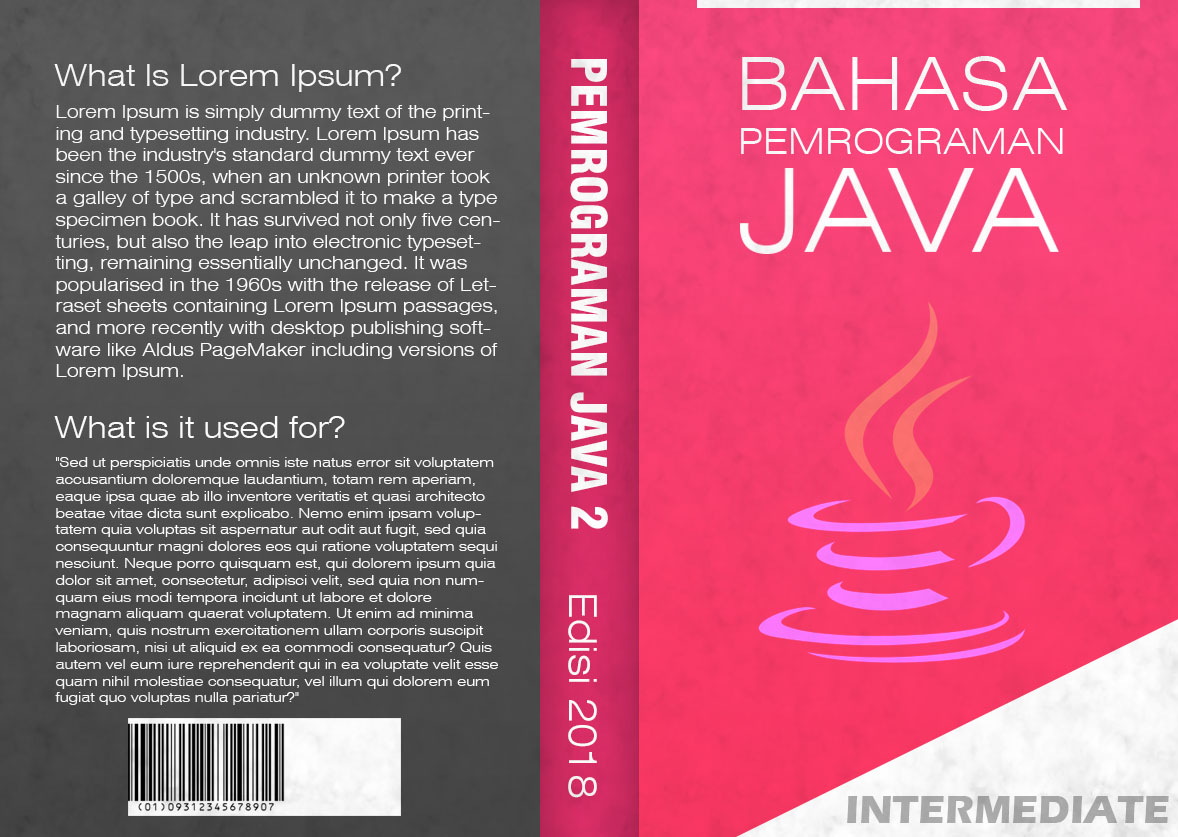 What Is Lorem Ipsum?
Lorem Ipsum is simply dummy text of the print-
ing and typesetting industry. Lorem Ipsum has
been the industry's standard dummy text ever
since the 1500s, when an unknown printer took
a galley of type and scrambled it to make a type
specimen book. It has survived not only five cen-
turies, but also the leap into electronic typeset-
ting, remaining essentially unchanged. It was
popularised in the 1960s with the release of Let-
raset sheets containing Lorem Ipsum passages,
and more recently with desktop publishing soft-
ware like Aldus PageMaker including versions of
Lorem Ipsum.
What is it used for?
"Sed ut perspiciatis unde omnis iste natus error sit voluptatem
accusantium doloremque laudantium, totam rem aperiam,
eaque ipsa quae ab illo inventore veritatis et quasi architecto
beatae vitae dicta sunt explicabo. Nemo enim ipsam volup-
tatem quia voluptas sit aspernatur aut odit aut fugit, sed quia
consequuntur magni dolores eos qui ratione voluptatem sequi
nesciunt. Neque porro quisquam est, qui dolorem ipsum quia
dolor sit amet, consectetur, adipisci velit, sed quia non num-
quam eius modi tempora incidunt ut labore et dolore
magnam aliquam quaerat voluptatem. Ut enim ad minima
veniam, quis nostrum exercitationem ullam corporis suscipit
laboriosam, nisi ut aliquid ex ea commodi consequatur? Quis
autem vel eum iure reprehenderit qui in ea voluptate velit esse
quam nihil molestiae consequatur, vel illum qui dolorem eum
fugiat quo voluptas nulla pariatur?"
(01)09312345678907
PEMROGRAMAN JAVA 2
Edisi 2018
BAHASA
PEMROGRAMAN
JAVA
INTERMEDIATE